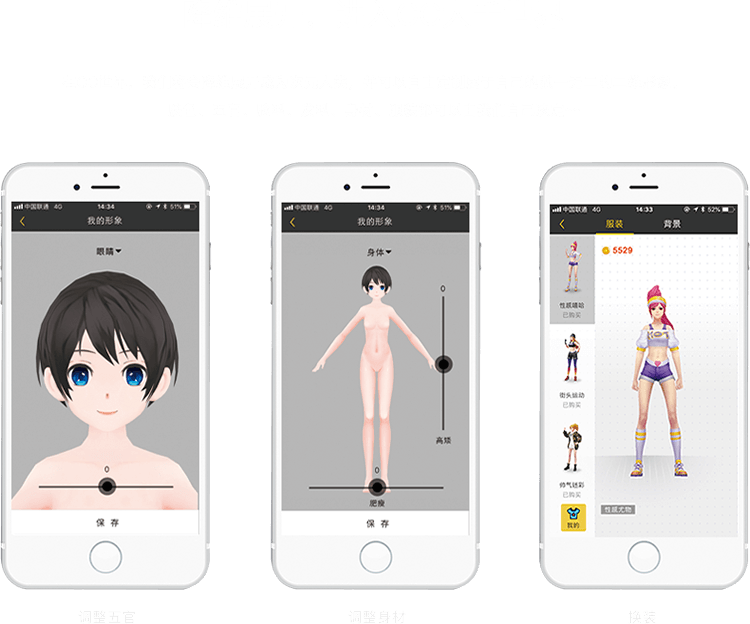 中国联通 4G 14:34 51%
我的形象
眼睛
0
保存
中国联通 4G 14:34 51%
我的形象
身体
0
高矮
0
肥瘦
保存
中国联通 4G 14:33 52%
服装 背景
5529
性感嘻哈
已购买
街头运动
已购买
帅气迷彩
已购买
我的
性感尤物
调整五官
调整身材
换装